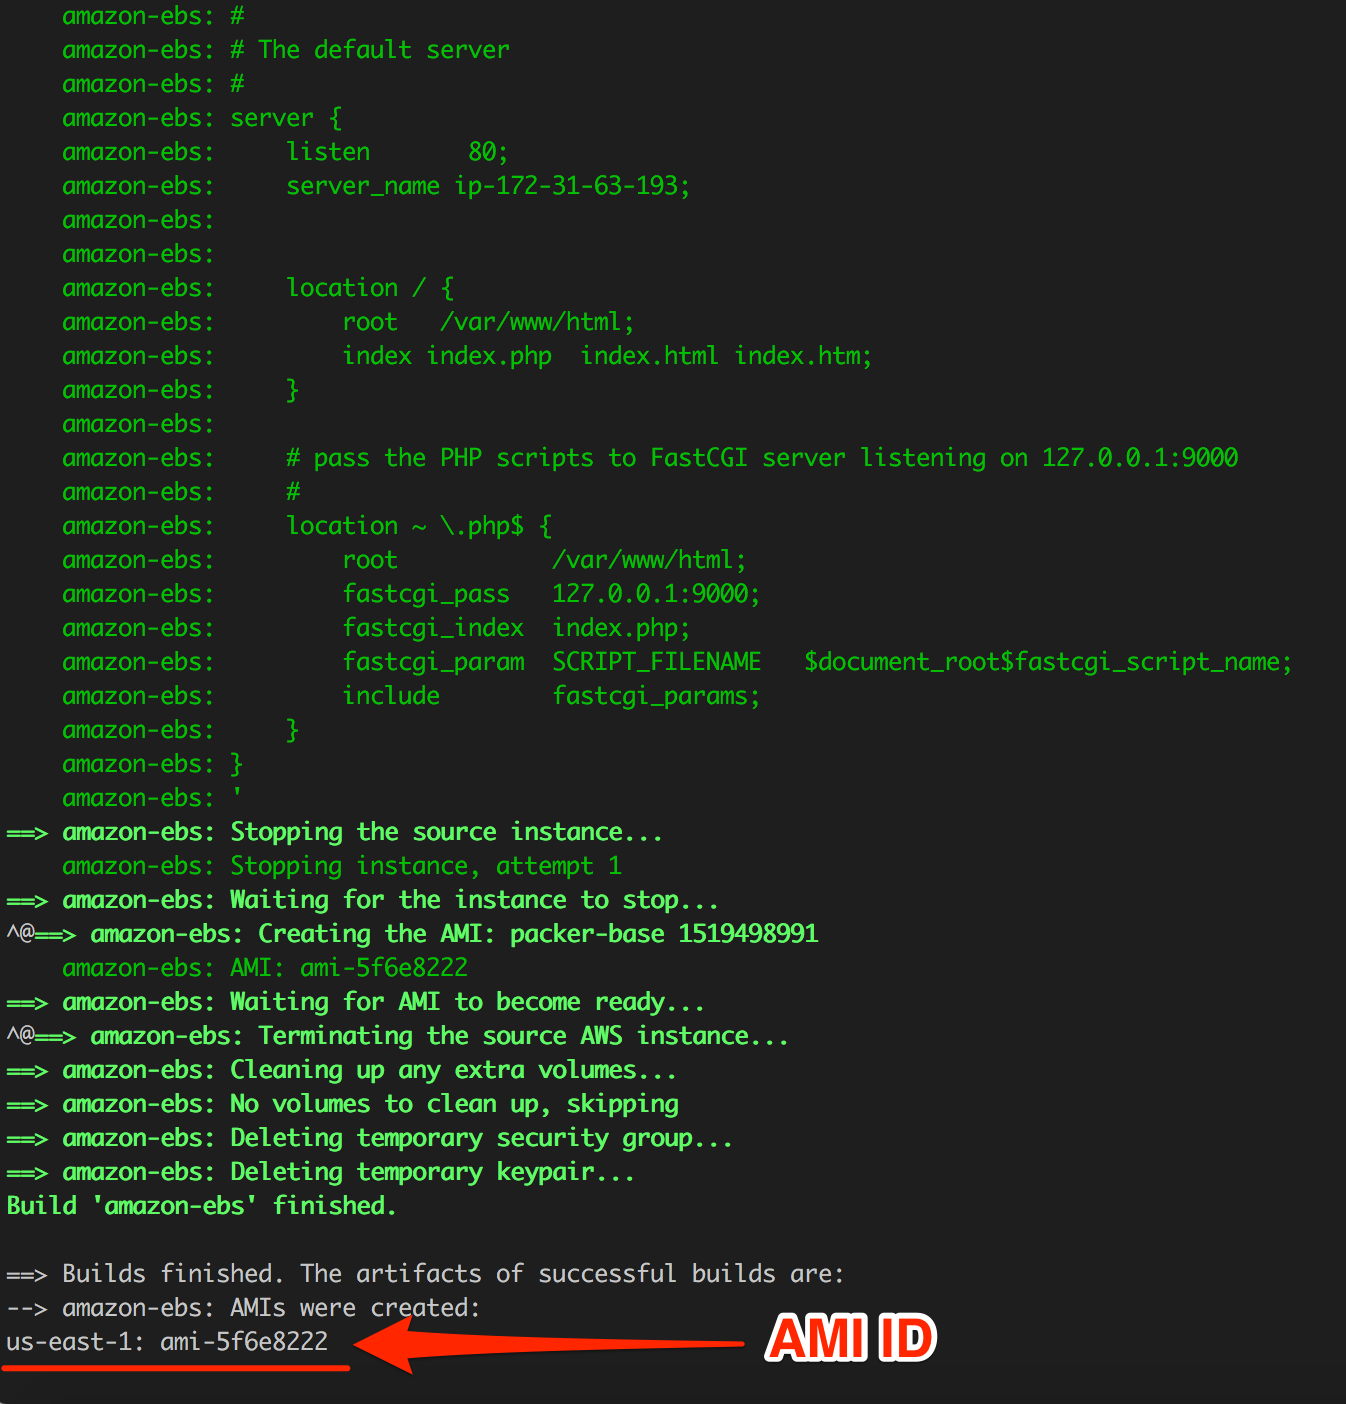 amazon-ebs: #
amazon-ebs: # The default server
amazon-ebs: #
amazon-ebs: server {
amazon-ebs:     listen       80;
amazon-ebs:     server_name ip-172-31-63-193;
amazon-ebs:
amazon-ebs:
amazon-ebs:     location / {
amazon-ebs:         root   /var/www/html;
amazon-ebs:         index index.php  index.html index.htm;
amazon-ebs:     }
amazon-ebs:
amazon-ebs:     # pass the PHP scripts to FastCGI server listening on 127.0.0.1:9000
amazon-ebs:     #
amazon-ebs:     location ~ \.php$ {
amazon-ebs:         root           /var/www/html;
amazon-ebs:         fastcgi_pass   127.0.0.1:9000;
amazon-ebs:         fastcgi_index  index.php;
amazon-ebs:         fastcgi_param  SCRIPT_FILENAME   $document_root$fastcgi_script_name;
amazon-ebs:         include        fastcgi_params;
amazon-ebs:     }
amazon-ebs: }
amazon-ebs: '
==> amazon-ebs: Stopping the source instance...
amazon-ebs: Stopping instance, attempt 1
==> amazon-ebs: Waiting for the instance to stop...
^@==> amazon-ebs: Creating the AMI: packer-base 1519498991
amazon-ebs: AMI: ami-5f6e8222
==> amazon-ebs: Waiting for AMI to become ready...
^@==> amazon-ebs: Terminating the source AWS instance...
==> amazon-ebs: Cleaning up any extra volumes...
==> amazon-ebs: No volumes to clean up, skipping
==> amazon-ebs: Deleting temporary security group...
==> amazon-ebs: Deleting temporary keypair...
Build 'amazon-ebs' finished.
==> Builds finished. The artifacts of successful builds are:
--> amazon-ebs: AMIs were created:
us-east-1: ami-5f6e8222
AMI ID